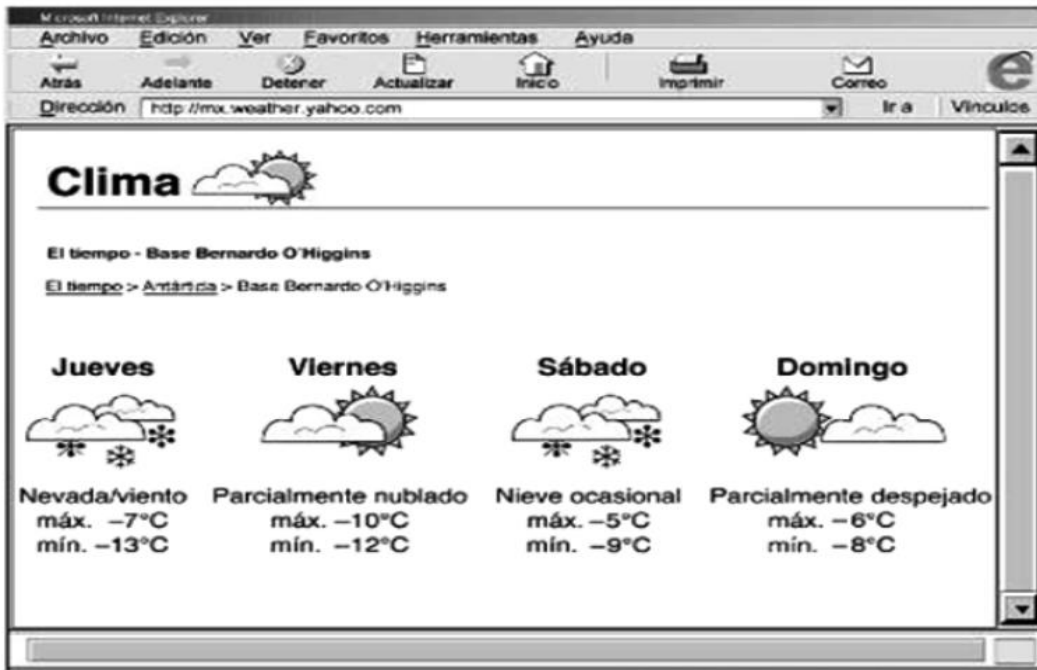 Microsoft Internet Explorer
Archivo Edición Ver Favoritos Herramientas Ayuda
Atrás Adelante Detener Actualizar Inicio Imprimir Correo
Dirección http://mx.weather.yahoo.com Ir a Vínculos
Clima
El tiempo - Base Bernardo O'Higgins
El tiempo > Antártida > Base Bernardo O'Higgins
Jueves Viernes Sábado Domingo
Nevada/viento Parcialmente nublado Nieve ocasional Parcialmente despejado
máx. –7°C máx. –10°C máx. –5°C máx. –6°C
mín. –13°C mín. –12°C mín. –9°C mín. –8°C